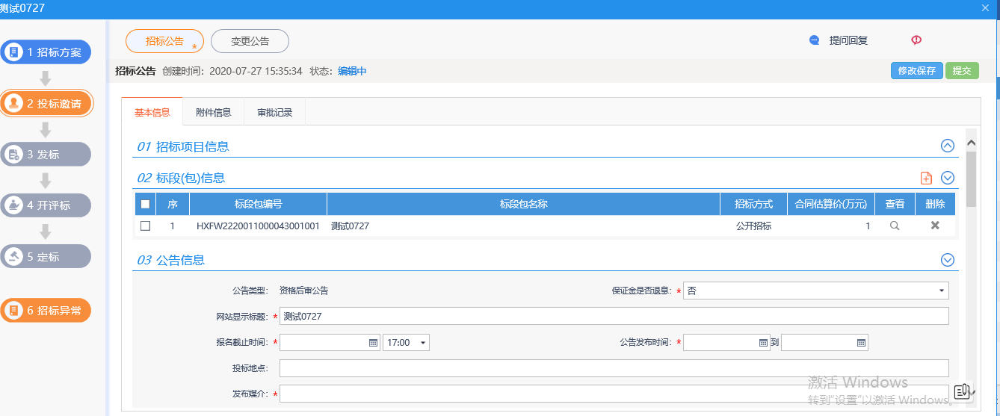 测试0727
1 招标方案
2 投标邀请
3 发标
4 开评标
5 定标
6 招标异常
招标公告 * 变更公告
提问回复
招标公告 创建时间: 2020-07-27 15:35:34 状态: 编辑中
修改保存 提交
基本信息 附件信息 审批记录
01 招标项目信息
02 标段(包)信息
序 标段包编号 标段包名称 招标方式 合同估算价(万元) 查看 删除
1 HXFW2220011000043001001 测试0727 公开招标 1
03 公告信息
公告类型: 资格后审公告 保证金是否退息: * 否
网站显示标题: * 测试0727
报名截止时间: * 17:00 公告发布时间: * 到
投标地点:
发布媒介: *
激活 Windows
转到"设置"以激活 Windows。